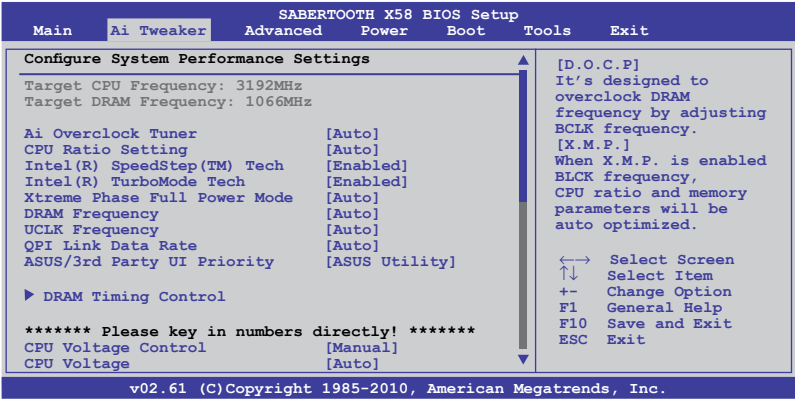 SABERTOOTH X58 BIOS Setup
Main Ai Tweaker Advanced Power Boot Tools Exit
Configure System Performance Settings
Target CPU Frequency: 3192MHz
Target DRAM Frequency: 1066MHz
Ai Overclock Tuner [Auto]
CPU Ratio Setting [Auto]
Intel(R) SpeedStep(TM) Tech [Enabled]
Intel(R) TurboMode Tech [Enabled]
Xtreme Phase Full Power Mode [Auto]
DRAM Frequency [Auto]
UCLK Frequency [Auto]
QPI Link Data Rate [Auto]
ASUS/3rd Party UI Priority [ASUS Utility]
DRAM Timing Control
******* Please key in numbers directly! *******
CPU Voltage Control [Manual]
CPU Voltage [Auto]
[D.O.C.P]
It's designed to
overclock DRAM
frequency by adjusting
BCLK frequency.
[X.M.P.]
When X.M.P. is enabled
BLCK frequency,
CPU ratio and memory
parameters will be
auto optimized.
←→ Select Screen
↑↓ Select Item
+- Change Option
F1 General Help
F10 Save and Exit
ESC Exit
v02.61 (C)Copyright 1985-2010, American Megatrends, Inc.